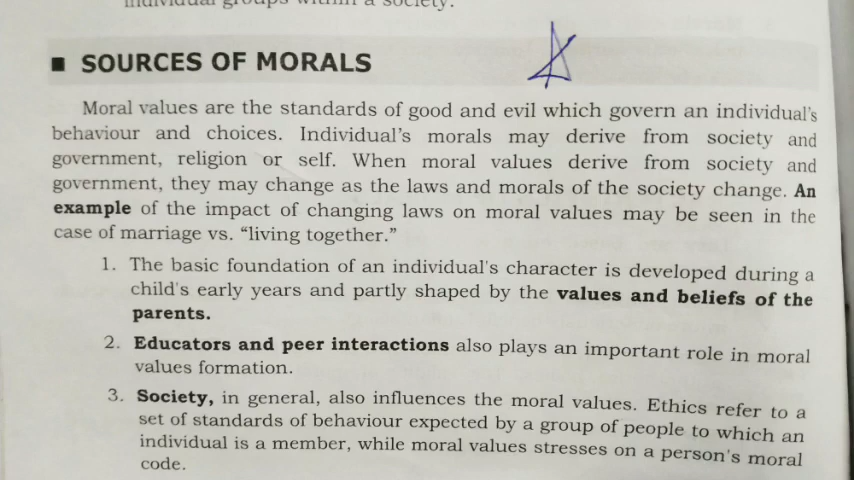 individual groups within a society.
■ SOURCES OF MORALS
Moral values are the standards of good and evil which govern an individual's
behaviour and choices. Individual's morals may derive from society and
government, religion or self. When moral values derive from society and
government, they may change as the laws and morals of the society change. An
example of the impact of changing laws on moral values may be seen in the
case of marriage vs. “living together.”
1. The basic foundation of an individual's character is developed during a
child's early years and partly shaped by the values and beliefs of the
parents.
2. Educators and peer interactions also plays an important role in moral
values formation.
3. Society, in general, also influences the moral values. Ethics refer to a
set of standards of behaviour expected by a group of people to which an
individual is a member, while moral values stresses on a person's moral
code.